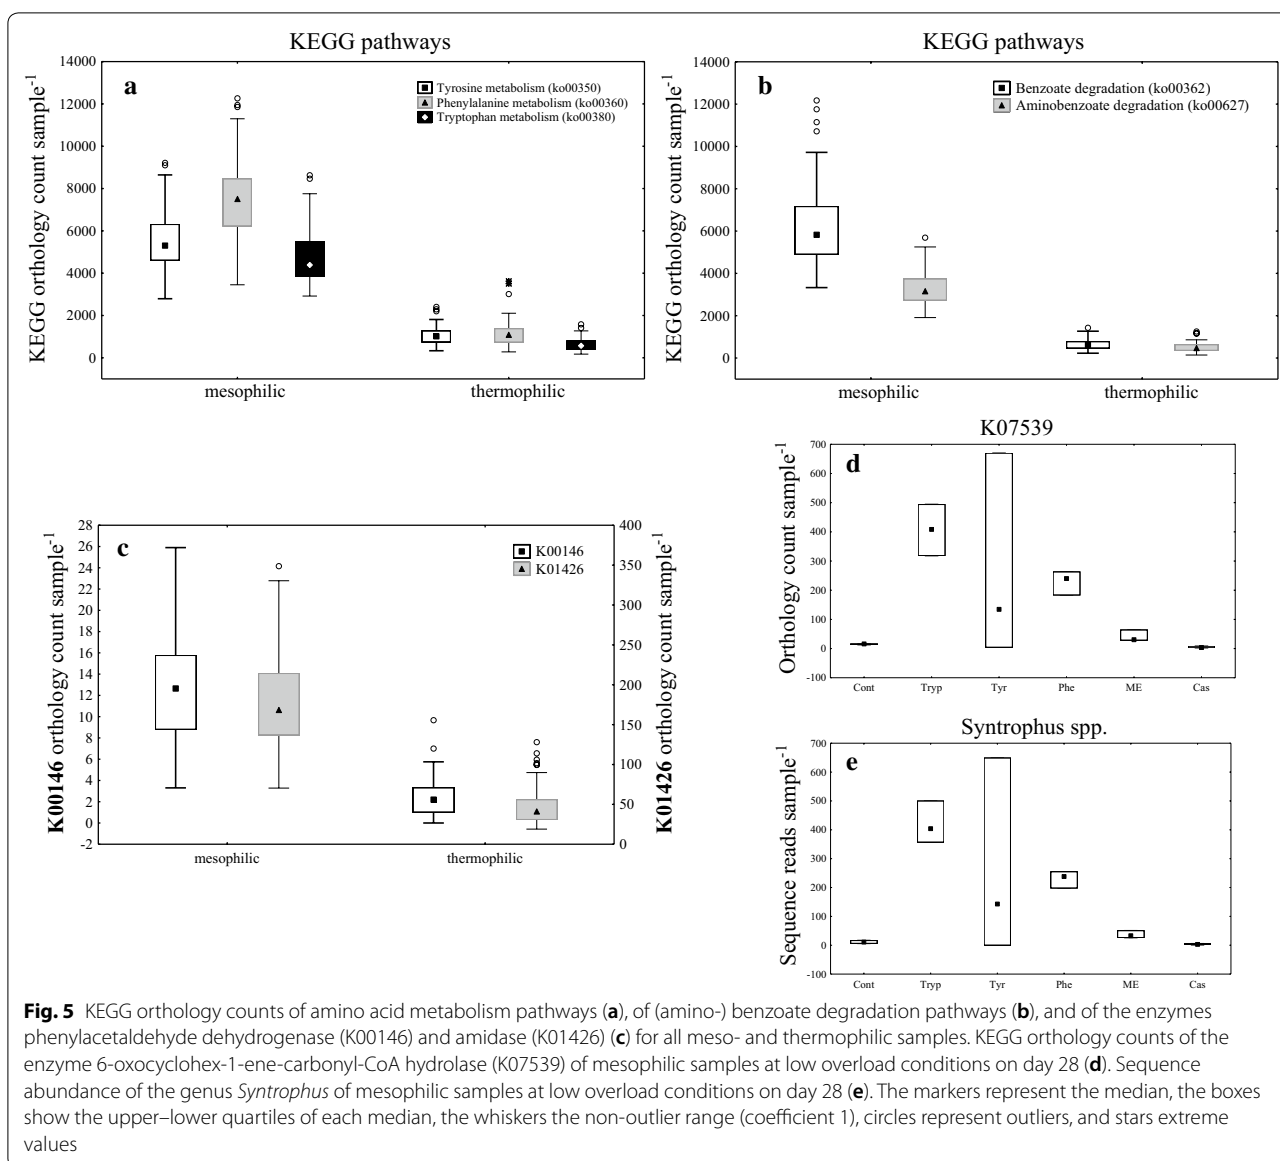 KEGG pathways
KEGG orthology count sample-1
14000
12000
10000
8000
6000
4000
2000
0
a
Tyrosine metabolism (ko00350)
Phenylalanine metabolism (ko00360)
Tryptophan metabolism (ko00380)
mesophilic
thermophilic
KEGG pathways
KEGG orthology count sample-1
14000
12000
10000
8000
6000
4000
2000
0
b
Benzoate degradation (ko00362)
Aminobenzoate degradation (ko00627)
mesophilic
thermophilic
K00146 orthology count sample-1
28
26
24
22
20
18
16
14
12
10
8
6
4
2
0
-2
c
K00146
K01426
400
350
300
250
200
150
100
50
0
K01426 orthology count sample-1
mesophilic
thermophilic
K07539
Orthology count sample-1
700
600
500
400
300
200
100
0
-100
d
Cont Tryp Tyr Phe ME Cas
Syntrophus spp.
Sequence reads sample-1
700
600
500
400
300
200
100
0
-100
e
Cont Tryp Tyr Phe ME Cas
Fig. 5 KEGG orthology counts of amino acid metabolism pathways (a), of (amino-) benzoate degradation pathways (b), and of the enzymes
phenylacetaldehyde dehydrogenase (K00146) and amidase (K01426) (c) for all meso- and thermophilic samples. KEGG orthology counts of the
enzyme 6-oxocyclohex-1-ene-carbonyl-CoA hydrolase (K07539) of mesophilic samples at low overload conditions on day 28 (d). Sequence
abundance of the genus Syntrophus of mesophilic samples at low overload conditions on day 28 (e). The markers represent the median, the boxes
show the upper–lower quartiles of each median, the whiskers the non-outlier range (coefficient 1), circles represent outliers, and stars extreme
values